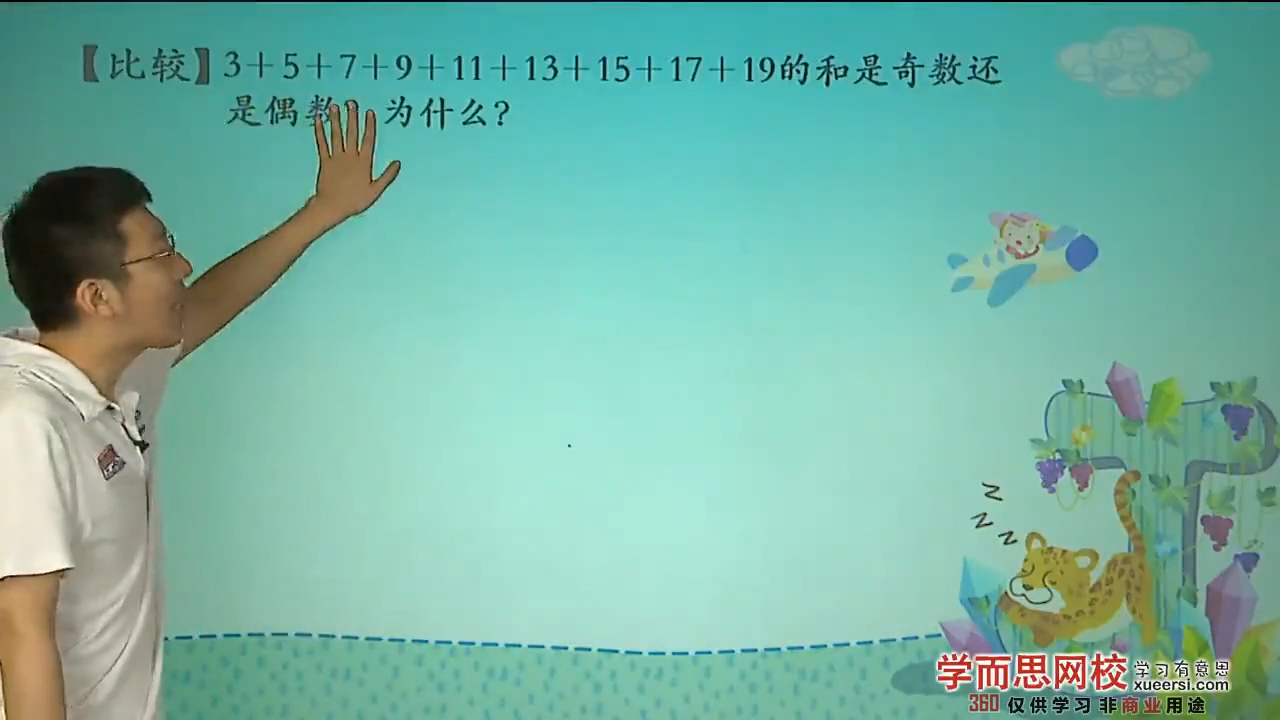 【比较】3+5+7+9+11+13+15+17+19的和是奇数还
是偶数?为什么?
z
z
z
学而思网校 学习有意思
xueersi.com
360 仅供学习 非商业用途